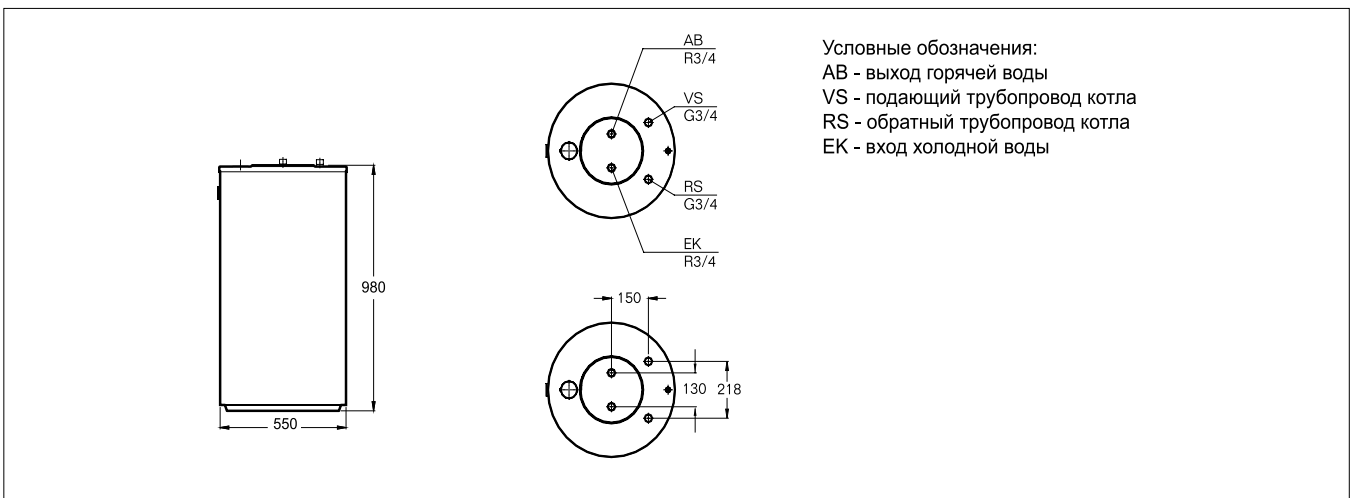 AB
R3/4
VS
G3/4
RS
G3/4
EK
R3/4
Условные обозначения:
AB - выход горячей воды
VS - подающий трубопровод котла
RS - обратный трубопровод котла
EK - вход холодной воды
980
550
150
130
218